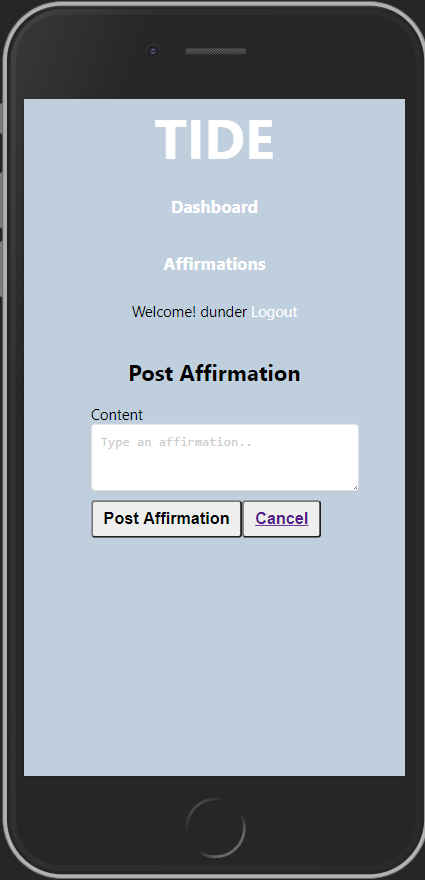 TIDE
Dashboard
Affirmations
Welcome! dunder Logout
Post Affirmation
Content
Type an affirmation..
Post Affirmation Cancel